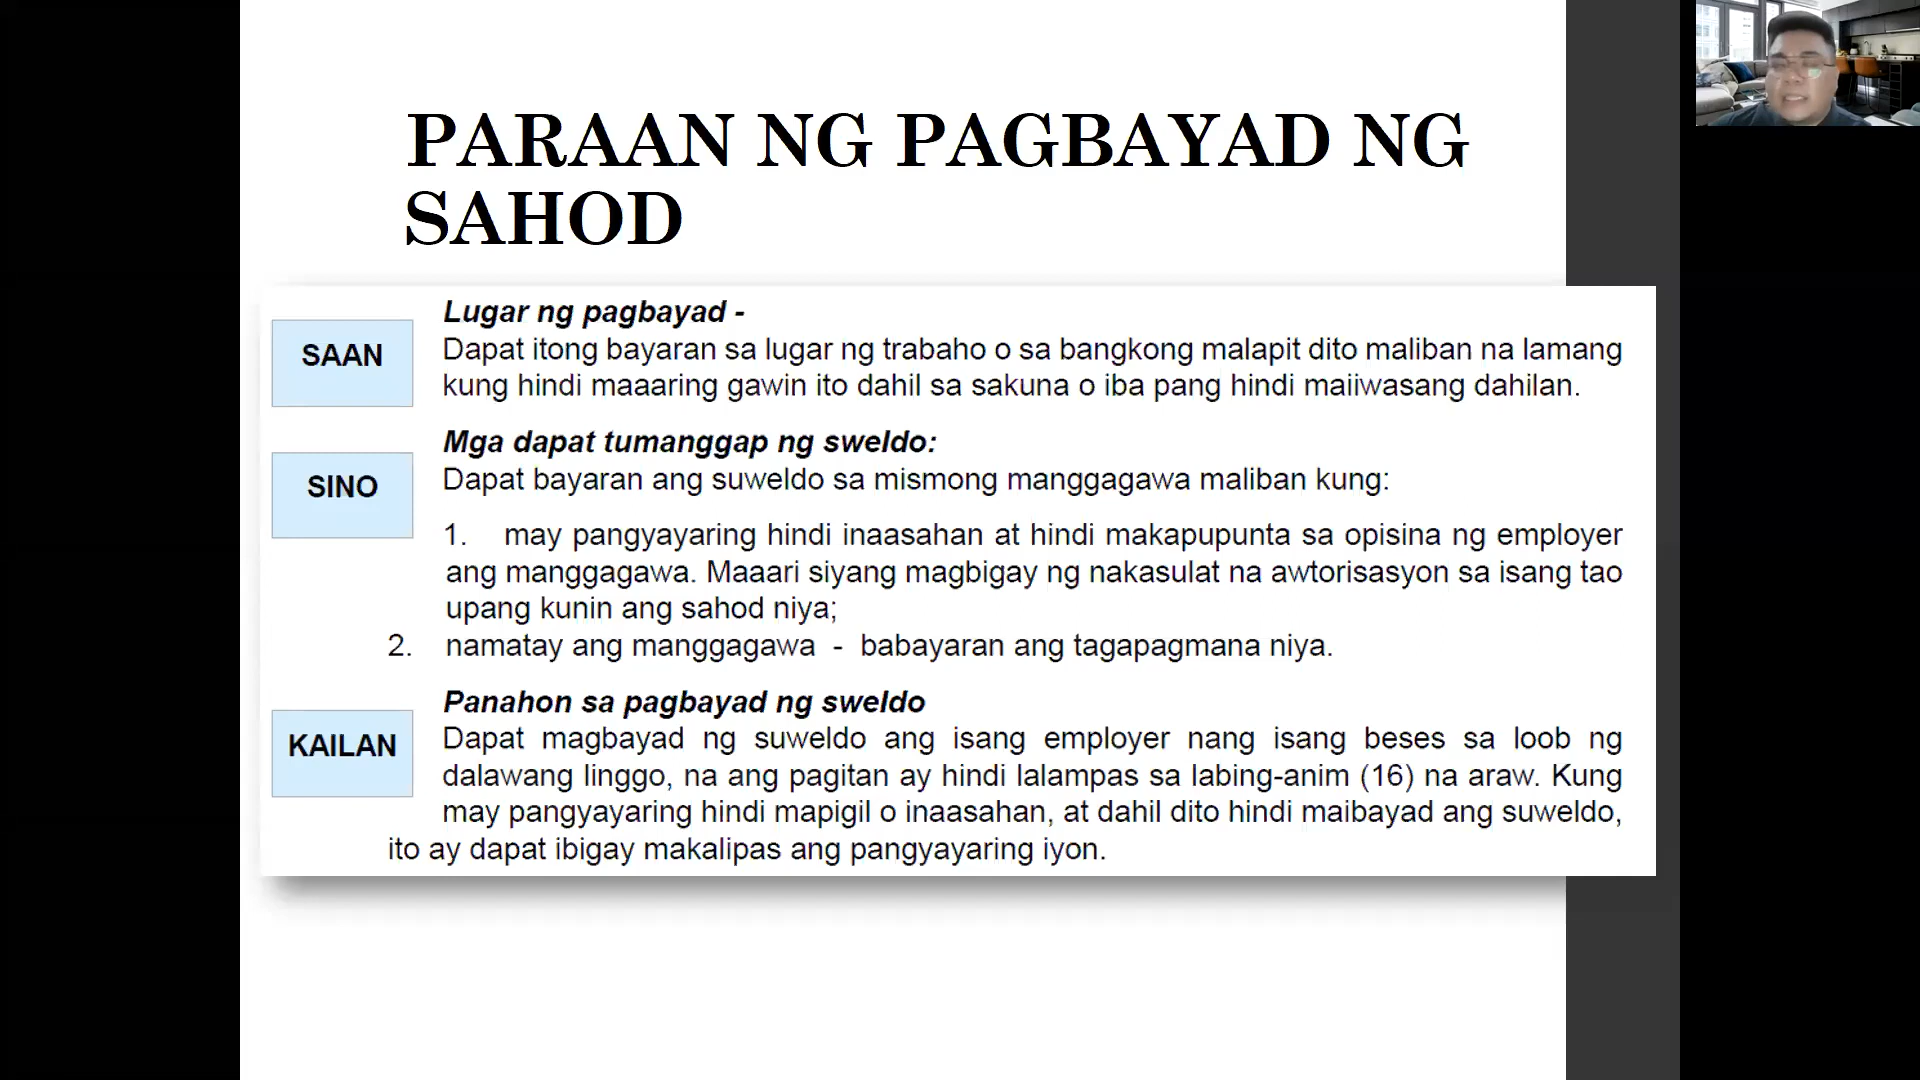 PARAAN NG PAGBAYAD NG
SAHOD
SAAN
Lugar ng pagbayad -
Dapat itong bayaran sa lugar ng trabaho o sa bangkong malapit dito maliban na lamang
kung hindi maaaring gawin ito dahil sa sakuna o iba pang hindi maiiwasang dahilan.
SINO
Mga dapat tumanggap ng sweldo:
Dapat bayaran ang suweldo sa mismong manggagawa maliban kung:
1. may pangyayaring hindi inaasahan at hindi makapupunta sa opisina ng employer
ang manggagawa. Maaari siyang magbigay ng nakasulat na awtorisasyon sa isang tao
upang kunin ang sahod niya;
2. namatay ang manggagawa - babayaran ang tagapagmana niya.
KAILAN
Panahon sa pagbayad ng sweldo
Dapat magbayad ng suweldo ang isang employer nang isang beses sa loob ng
dalawang linggo, na ang pagitan ay hindi lalampas sa labing-anim (16) na araw. Kung
may pangyayaring hindi mapigil o inaasahan, at dahil dito hindi maibayad ang suweldo,
ito ay dapat ibigay makalipas ang pangyayaring iyon.